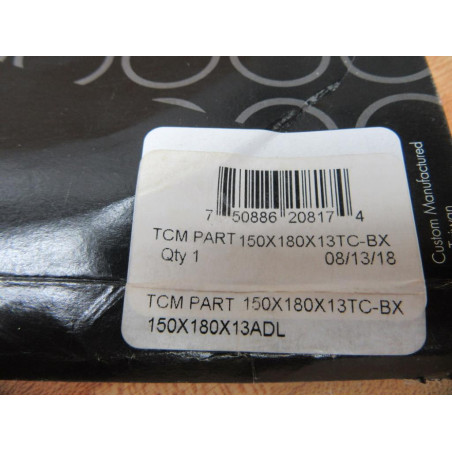 7 50886 20817 4
TCM PART 150X180X13TC-BX
Qty 1 08/13/18
TCM PART 150X180X13TC-BX
150X180X13ADL
Custom Manufactured
Taiwan